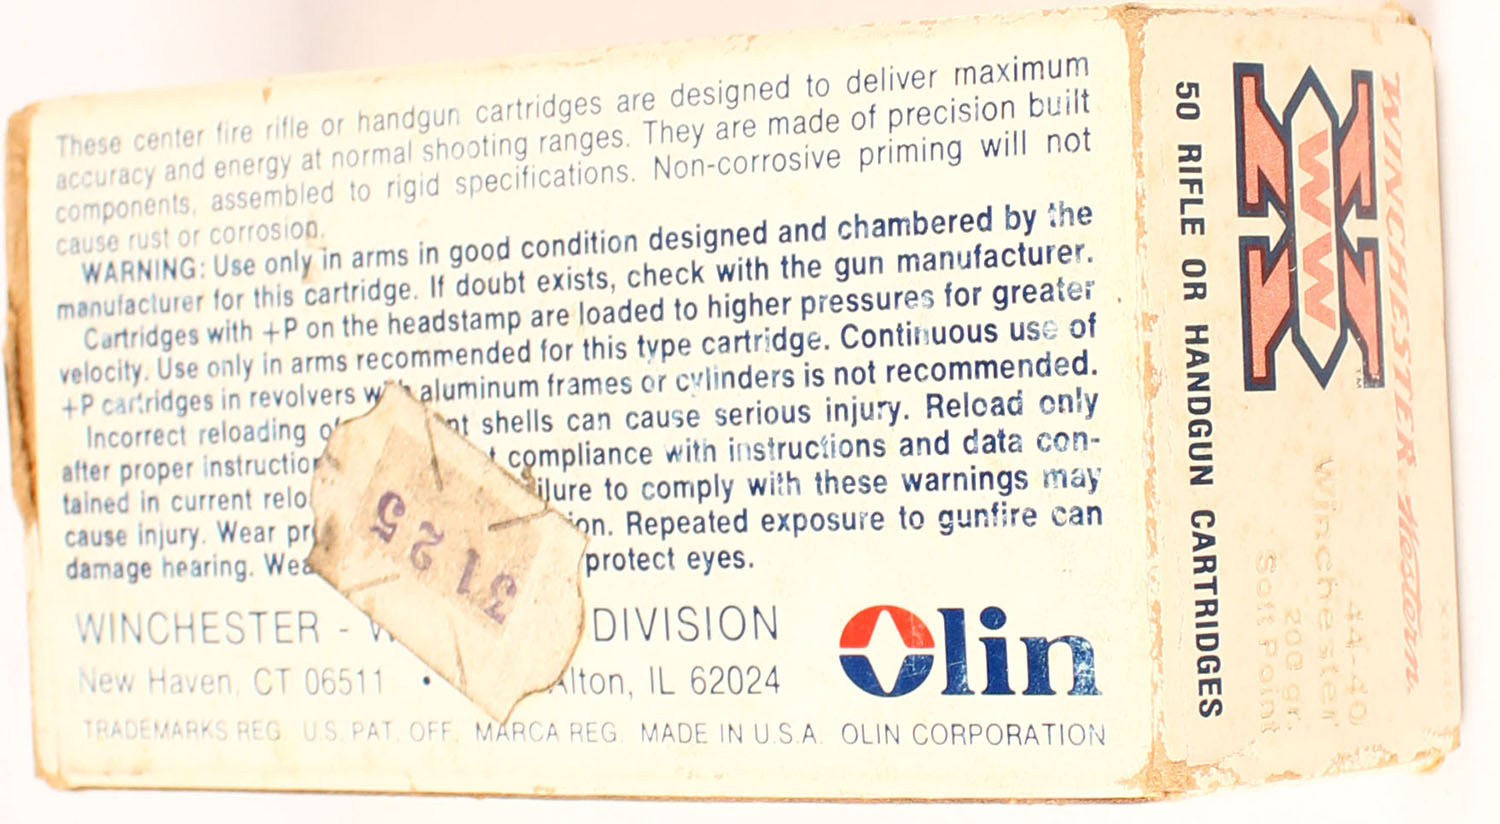 These center fire rifle or handgun cartridges are designed to deliver maximum
accuracy and energy at normal shooting ranges. They are made of precision built
components, assembled to rigid specifications. Non-corrosive priming will not
cause rust or corrosion.
WARNING: Use only in arms in good condition designed and chambered by the
manufacturer for this cartridge. If doubt exists, check with the gun manufacturer.
Cartridges with +P on the headstamp are loaded to higher pressures for greater
velocity. Use only in arms recommended for this type cartridge. Continuous use of
+P cartridges in revolvers with aluminum frames or cylinders is not recommended.
Incorrect reloading shells can cause serious injury. Reload only
after proper compliance with instructions and data con-
tained in current to comply with these warnings may
cause injury. Wear Repeated exposure to gunfire can
damage hearing. protect eyes.
3125
WINCHESTER - DIVISION
New Haven, CT 06511 • Alton, IL 62024
Olin
TRADEMARKS REG. U.S. PAT. OFF. MARCA REG. MADE IN U.S.A. OLIN CORPORATION
WINCHESTER Western
WW
TM
44-40
Winchester
200 gr.
Soft Point
50 RIFLE OR HANDGUN CARTRIDGES